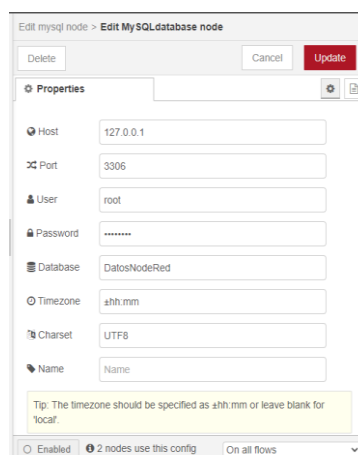 Edit mysql node > Edit MySQLdatabase node
Delete Cancel Update
Properties
Host 127.0.0.1
Port 3306
User root
Password ••••••••
Database DatosNodeRed
Timezone ±hh:mm
Charset UTF8
Name Name
Tip: The timezone should be specified as ±hh:mm or leave blank for
'local'.
Enabled 2 nodes use this config On all flows